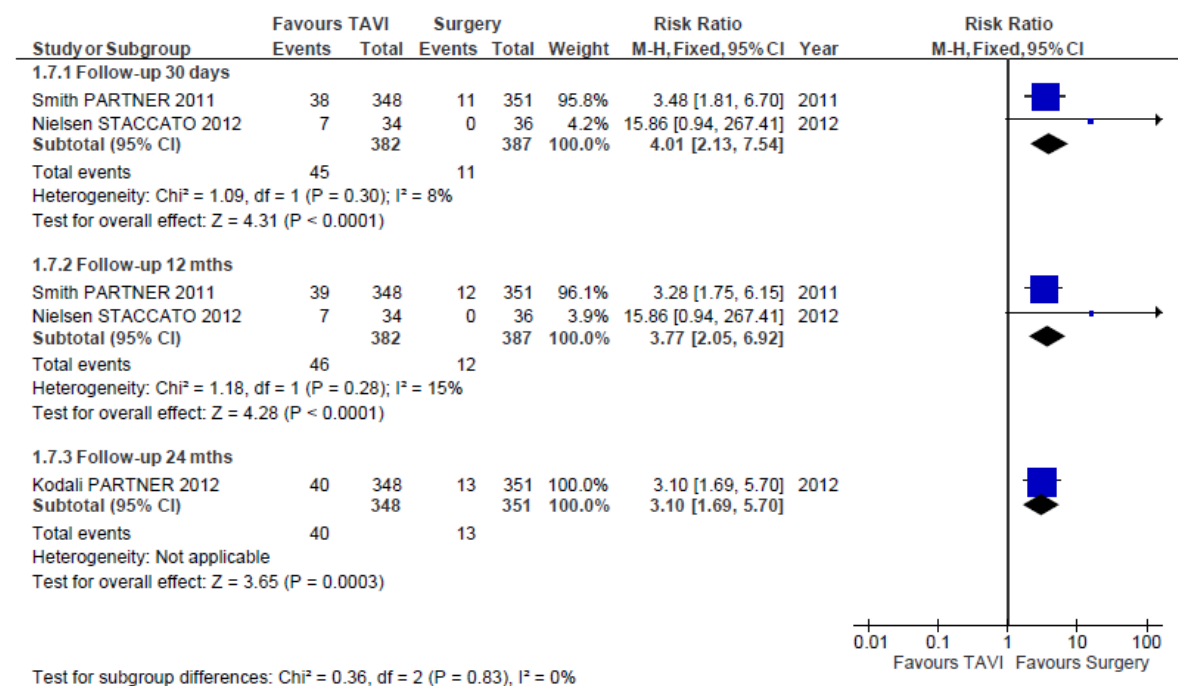 Favours TAVI Surgery Risk Ratio Risk Ratio
Study or Subgroup Events Total Events Total Weight M-H, Fixed, 95% CI Year M-H, Fixed, 95% CI
1.7.1 Follow-up 30 days
Smith PARTNER 2011 38 348 11 351 95.8% 3.48 [1.81, 6.70] 2011
Nielsen STACCATO 2012 7 34 0 36 4.2% 15.86 [0.94, 267.41] 2012
Subtotal (95% CI) 382 387 100.0% 4.01 [2.13, 7.54]
Total events 45 11
Heterogeneity: Chi² = 1.09, df = 1 (P = 0.30); I² = 8%
Test for overall effect: Z = 4.31 (P < 0.0001)
1.7.2 Follow-up 12 mths
Smith PARTNER 2011 39 348 12 351 96.1% 3.28 [1.75, 6.15] 2011
Nielsen STACCATO 2012 7 34 0 36 3.9% 15.86 [0.94, 267.41] 2012
Subtotal (95% CI) 382 387 100.0% 3.77 [2.05, 6.92]
Total events 46 12
Heterogeneity: Chi² = 1.18, df = 1 (P = 0.28); I² = 15%
Test for overall effect: Z = 4.28 (P < 0.0001)
1.7.3 Follow-up 24 mths
Kodali PARTNER 2012 40 348 13 351 100.0% 3.10 [1.69, 5.70] 2012
Subtotal (95% CI) 348 351 100.0% 3.10 [1.69, 5.70]
Total events 40 13
Heterogeneity: Not applicable
Test for overall effect: Z = 3.65 (P = 0.0003)
0.01 0.1 1 10 100
Favours TAVI Favours Surgery
Test for subgroup differences: Chi² = 0.36, df = 2 (P = 0.83), I² = 0%